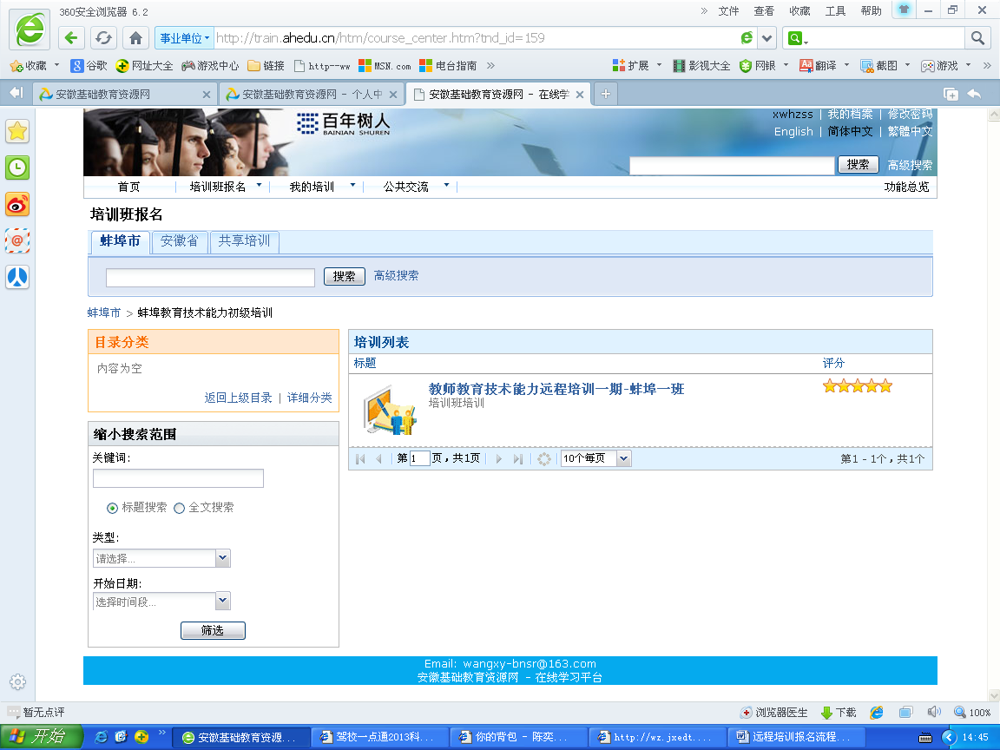 360安全浏览器 6.2
» 文件 查看 收藏 工具 帮助
事业单位 http://train.ahedu.cn/htm/course_center.htm?tnd_id=159
收藏 谷歌 网址大全 游戏中心 链接 http--ww MSN.com 电台指南 » 扩展 影视大全 网银 翻译 截图 游戏 »
安徽基础教育资源网 安徽基础教育资源网 - 个人中 安徽基础教育资源网 - 在线学
百年树人
BAINIAN SHUREN
xwhzss | 我的档案 | 修改密码
English | 简体中文 | 繁體中文
搜索 高级搜索
首页 培训班报名 我的培训 公共交流 功能总览
培训班报名
蚌埠市 安徽省 共享培训
搜索 高级搜索
蚌埠市 > 蚌埠教育技术能力初级培训
目录分类
内容为空
返回上级目录 | 详细分类
缩小搜索范围
关键词:
标题搜索 全文搜索
类型:
请选择...
开始日期:
选择时间段...
筛选
培训列表
标题 评分
教师教育技术能力远程培训一期-蚌埠一班
培训班培训
第 1 页，共1页 10个每页 第1 - 1个，共1个
Email: wangxy-bnsr@163.com
安徽基础教育资源网 - 在线学习平台
暂无点评 浏览器医生 下载 100%
开始 » 安徽基础教育资源... 驾校一点通2013科... 你的背包 - 陈奕... http://wz.jxedt.... 远程培训报名流程... 14:45